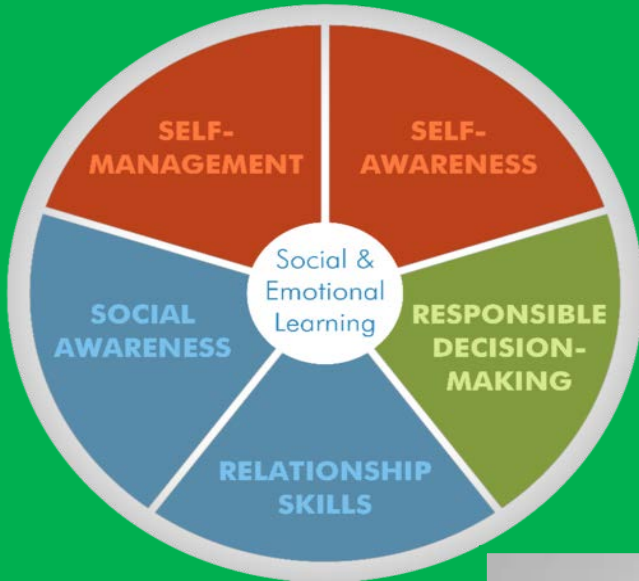 SELF-
MANAGEMENT
SELF-
AWARENESS
Social &
Emotional
Learning
SOCIAL
AWARENESS
RESPONSIBLE
DECISION-
MAKING
RELATIONSHIP
SKILLS